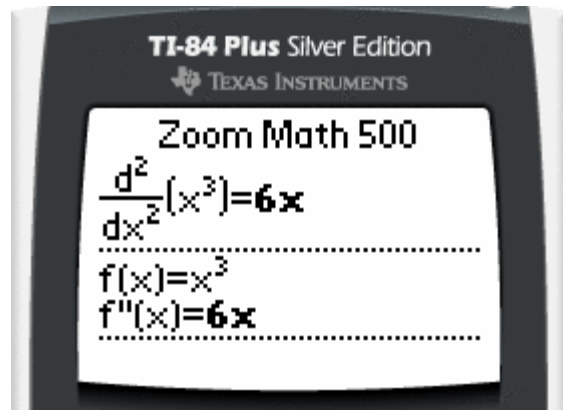 TI-84 Plus Silver Edition
TEXAS INSTRUMENTS
Zoom Math 500
d²/dx²(x³)=6x
f(x)=x³
f"(x)=6x